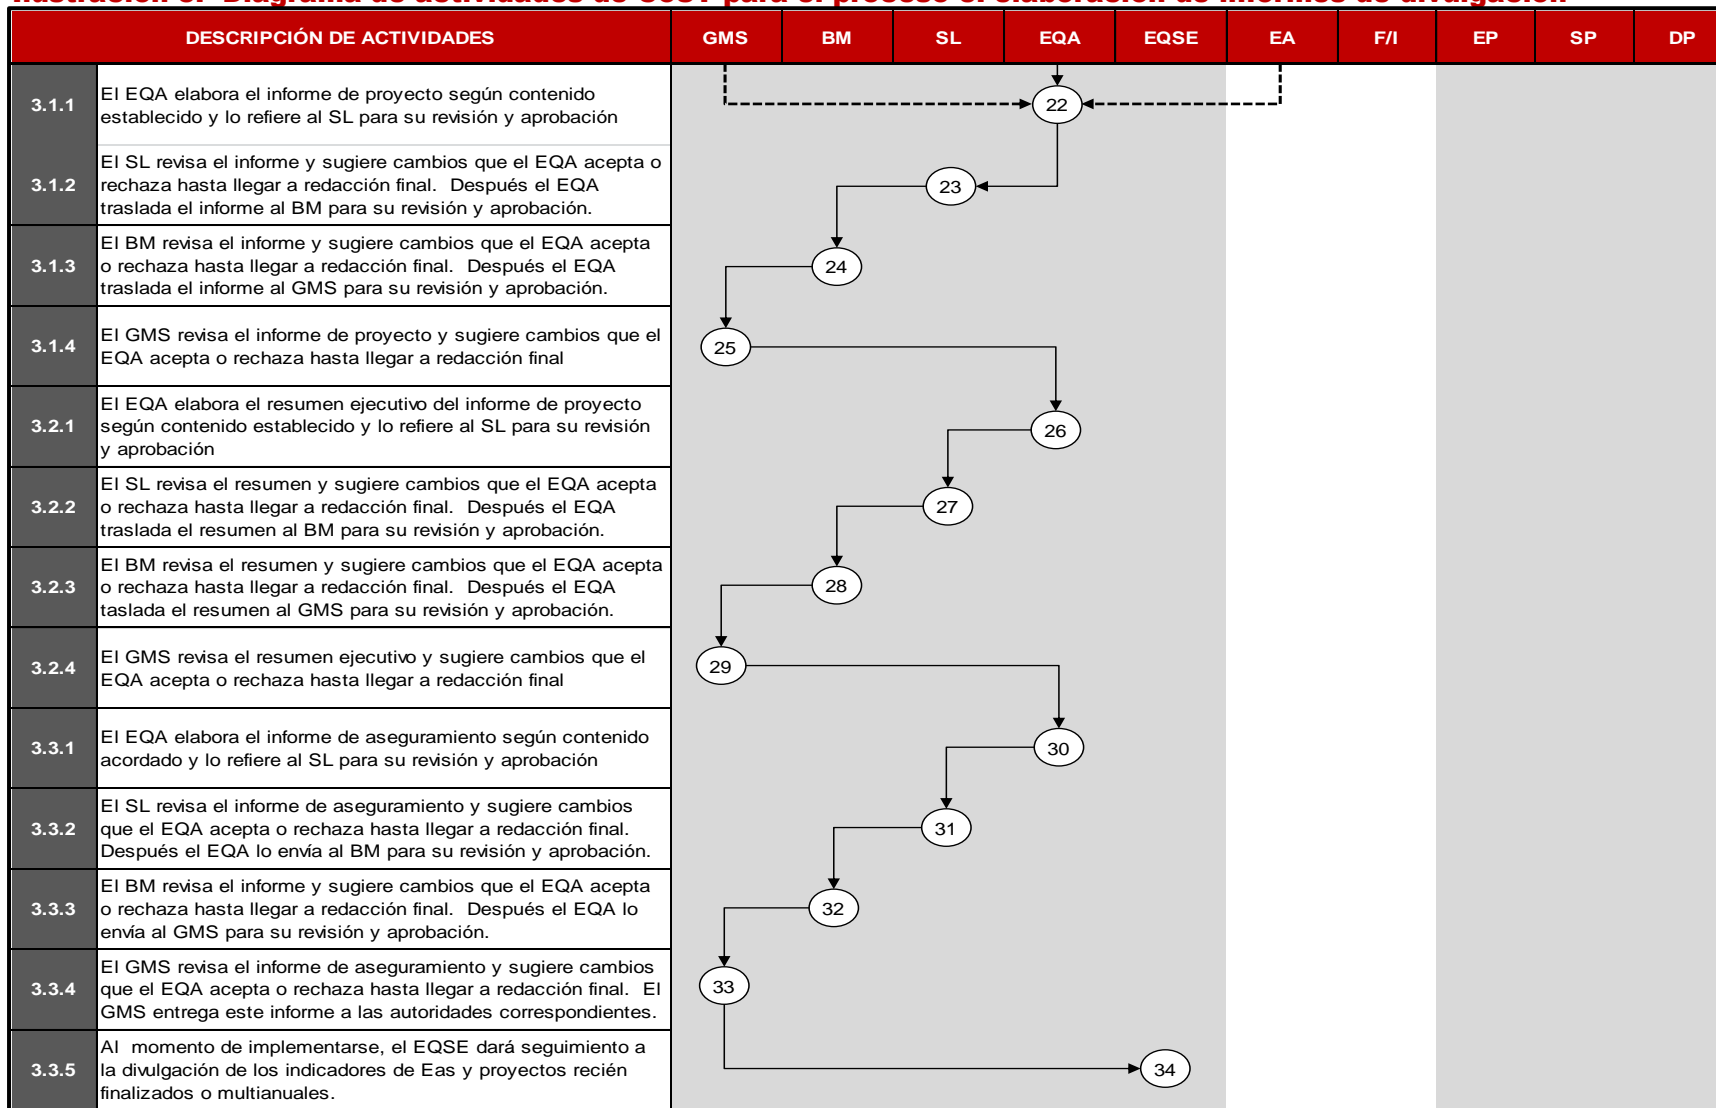 Ilustración 6. Diagrama de actividades de CoST para el proceso el elaboración de informes de divulgación
DESCRIPCIÓN DE ACTIVIDADES GMS BM SL EQA EQSE EA F/I EP SP DP
3.1.1
El EQA elabora el informe de proyecto según contenido
establecido y lo refiere al SL para su revisión y aprobación
22
3.1.2
El SL revisa el informe y sugiere cambios que el EQA acepta o
rechaza hasta llegar a redacción final. Después el EQA
traslada el informe al BM para su revisión y aprobación.
23
3.1.3
El BM revisa el informe y sugiere cambios que el EQA acepta
o rechaza hasta llegar a redacción final. Después el EQA
traslada el informe al GMS para su revisión y aprobación.
24
3.1.4
El GMS revisa el informe de proyecto y sugiere cambios que el
EQA acepta o rechaza hasta llegar a redacción final
25
3.2.1
El EQA elabora el resumen ejecutivo del informe de proyecto
según contenido establecido y lo refiere al SL para su revisión
y aprobación
26
3.2.2
El SL revisa el resumen y sugiere cambios que el EQA acepta
o rechaza hasta llegar a redacción final. Después el EQA
traslada el resumen al BM para su revisión y aprobación.
27
3.2.3
El BM revisa el resumen y sugiere cambios que el EQA acepta
o rechaza hasta llegar a redacción final. Después el EQA
taslada el resumen al GMS para su revisión y aprobación.
28
3.2.4
El GMS revisa el resumen ejecutivo y sugiere cambios que el
EQA acepta o rechaza hasta llegar a redacción final
29
3.3.1
El EQA elabora el informe de aseguramiento según contenido
acordado y lo refiere al SL para su revisión y aprobación
30
3.3.2
El SL revisa el informe de aseguramiento y sugiere cambios
que el EQA acepta o rechaza hasta llegar a redacción final.
Después el EQA lo envía al BM para su revisión y aprobación.
31
3.3.3
El BM revisa el informe y sugiere cambios que el EQA acepta
o rechaza hasta llegar a redacción final. Después el EQA lo
envía al GMS para su revisión y aprobación.
32
3.3.4
El GMS revisa el informe de aseguramiento y sugiere cambios
que el EQA acepta o rechaza hasta llegar a redacción final. El
GMS entrega este informe a las autoridades correspondientes.
33
3.3.5
Al momento de implementarse, el EQSE dará seguimiento a
la divulgación de los indicadores de Eas y proyectos recién
finalizados o multianuales.
34